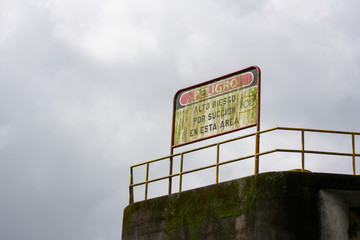 PELIGRO
ALTO RIESGO
POR SUCCION
EN ESTA AREA